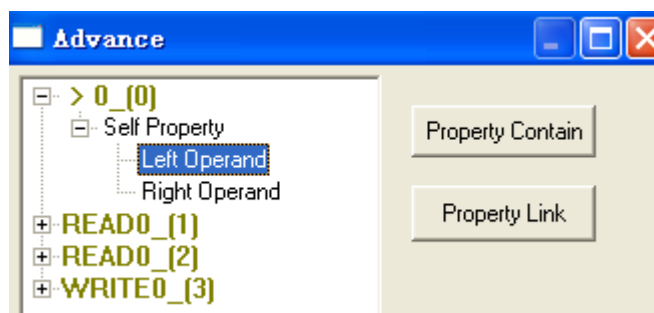 Advance
> 0_(0)
Self Property
Left Operand
Right Operand
READ0_(1)
READ0_(2)
WRITE0_(3)
Property Contain
Property Link